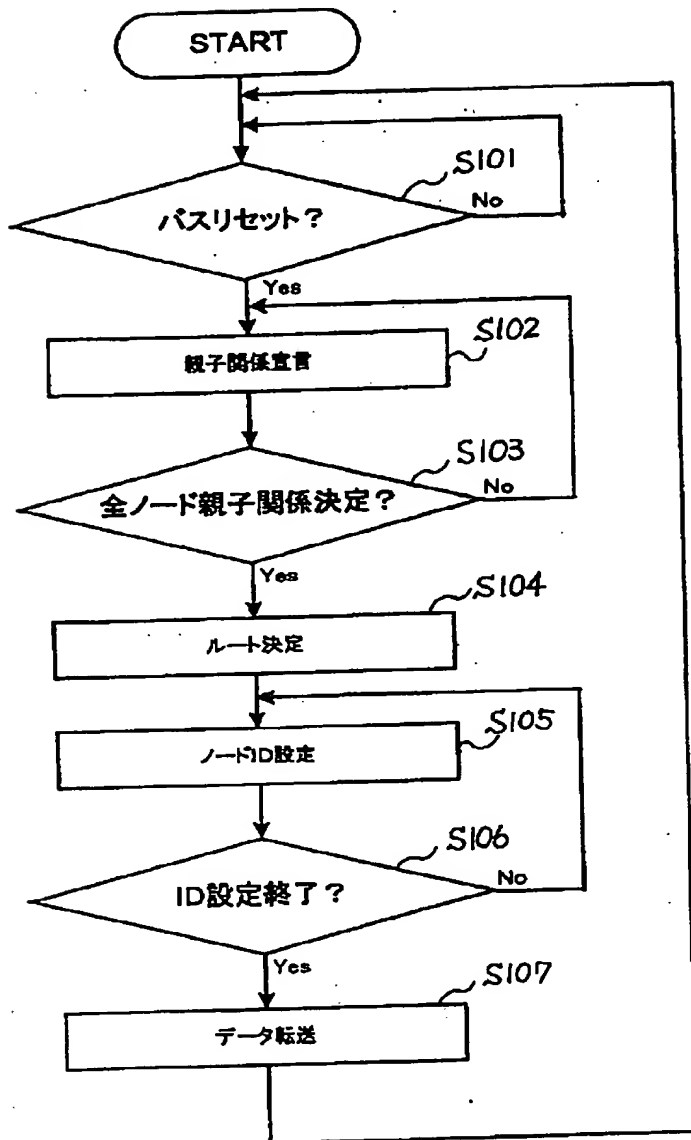 START
S101
バスリセット?
No
Yes
S102
親子関係宣言
S103
全ノード親子関係決定?
No
Yes
S104
ルート決定
S105
ノードID設定
S106
ID設定終了?
No
Yes
S107
データ転送